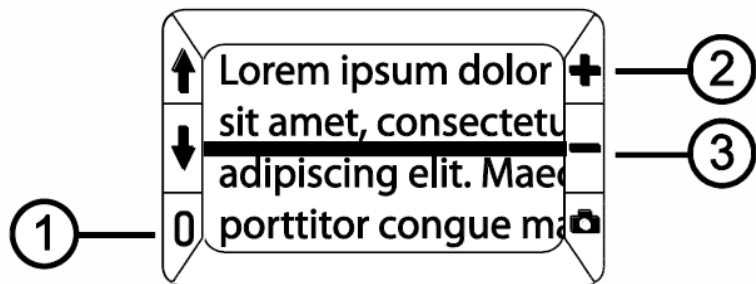 Lorem ipsum dolor
sit amet, consectetu
adipiscing elit. Maec
porttitor congue ma
0
1
2
3